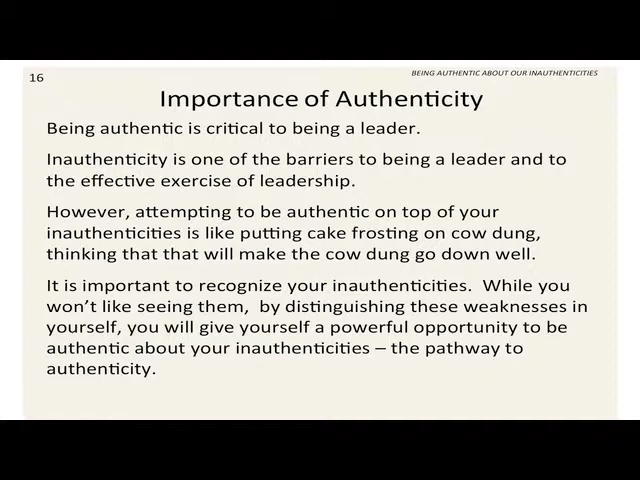 16
BEING AUTHENTIC ABOUT OUR INAUTHENTICITIES
Importance of Authenticity
Being authentic is critical to being a leader.
Inauthenticity is one of the barriers to being a leader and to
the effective exercise of leadership.
However, attempting to be authentic on top of your
inauthenticities is like putting cake frosting on cow dung,
thinking that that will make the cow dung go down well.
It is important to recognize your inauthenticities.  While you
won’t like seeing them,  by distinguishing these weaknesses in
yourself, you will give yourself a powerful opportunity to be
authentic about your inauthenticities – the pathway to
authenticity.